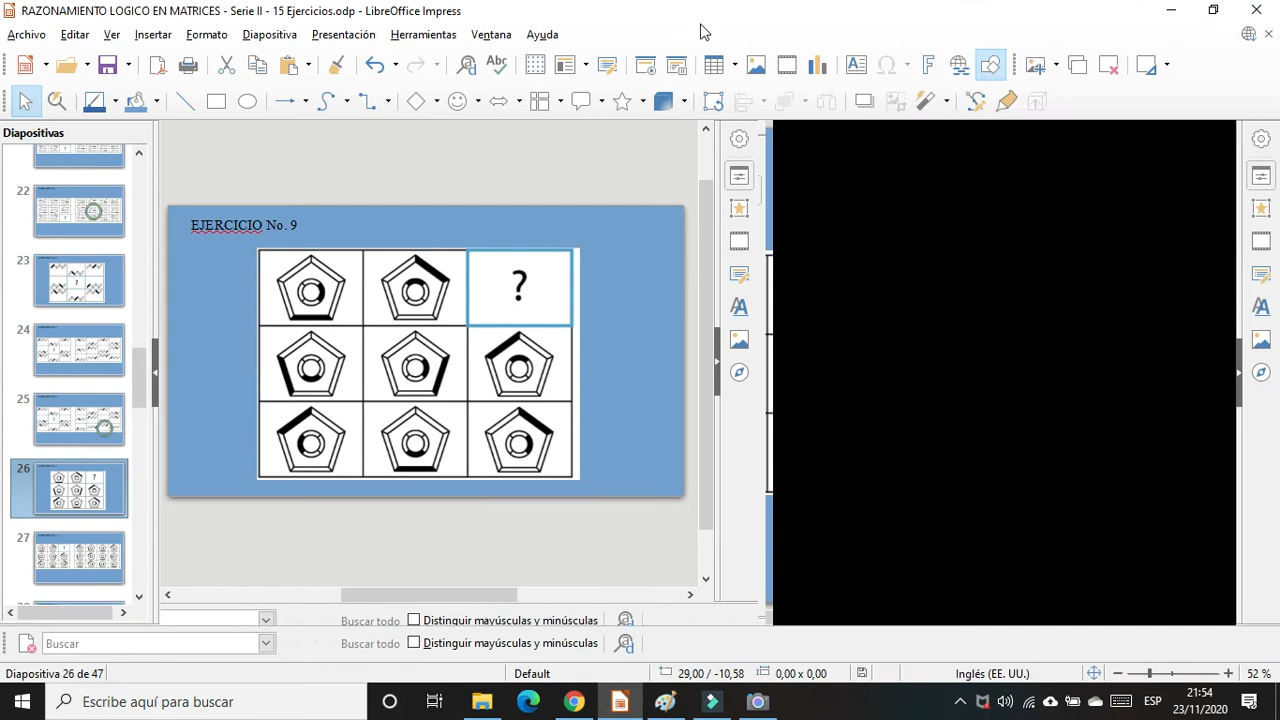 RAZONAMIENTO LOGICO EN MATRICES - Serie II - 15 Ejercicios.odp - LibreOffice Impress
Archivo Editar Ver Insertar Formato Diapositiva Presentación Herramientas Ventana Ayuda
Diapositivas
22
23
24
25
26
27
EJERCICIO No. 9
?
Buscar todo Distinguir mayúsculas y minúsculas
Buscar Buscar todo Distinguir mayúsculas y minúsculas
Diapositiva 26 de 47 Default 29,00 / -10,58 0,00 x 0,00 Inglés (EE. UU.) 52 %
Escribe aquí para buscar ESP 21:54
23/11/2020